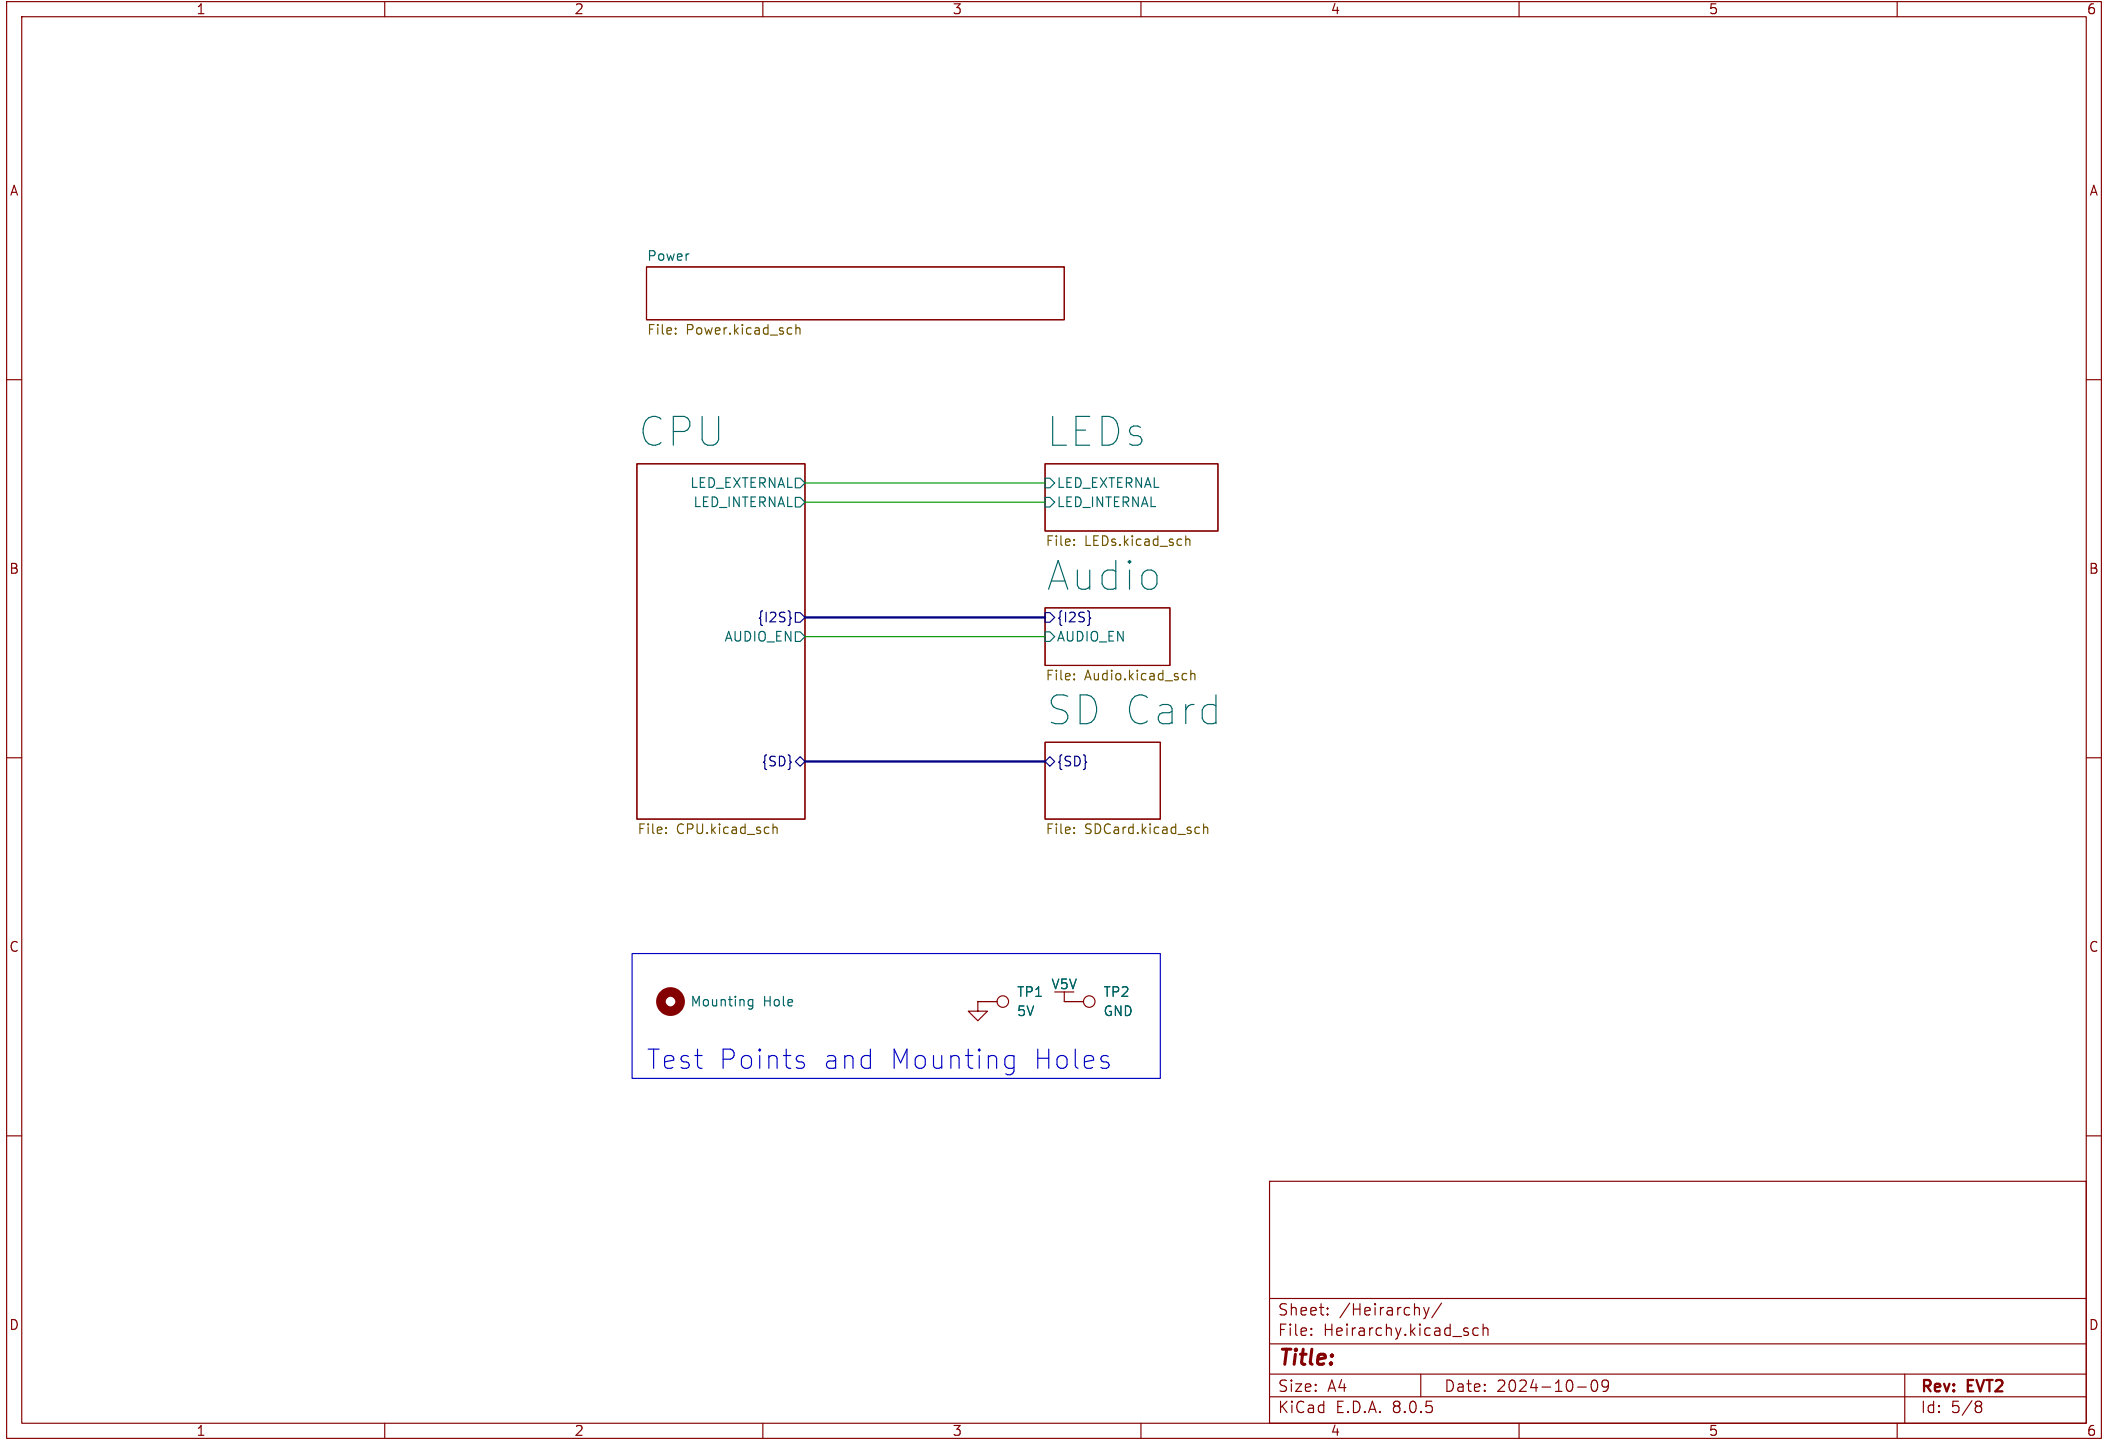 1 2 3 4 5 6
A A
Power
File: Power.kicad_sch
CPU LEDs
LED_EXTERNAL LED_EXTERNAL
LED_INTERNAL LED_INTERNAL
File: LEDs.kicad_sch
B B
Audio
{I2S} {I2S}
AUDIO_EN AUDIO_EN
File: Audio.kicad_sch
SD Card
{SD} {SD}
File: CPU.kicad_sch File: SDCard.kicad_sch
C C
Mounting Hole
TP1
5V
V5V
TP2
GND
Test Points and Mounting Holes
Sheet: /Heirarchy/
File: Heirarchy.kicad_sch
D D
Title:
Size: A4 Date: 2024-10-09 Rev: EVT2
KiCad E.D.A. 8.0.5 Id: 5/8
1 2 3 4 5 6